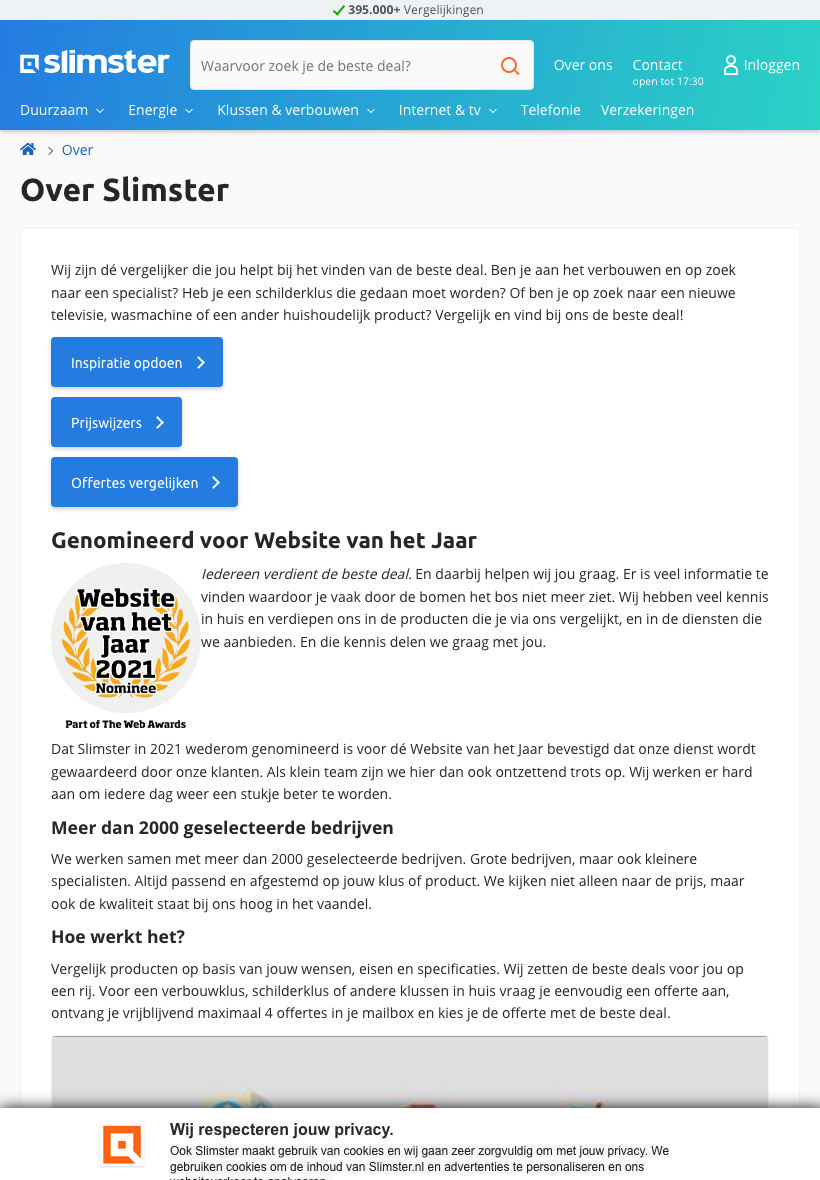 395.000+ Vergelijkingen
slimster
Waarvoor zoek je de beste deal?
Over ons
Contact
open tot 17:30
Inloggen
Duurzaam
Energie
Klussen & verbouwen
Internet & tv
Telefonie
Verzekeringen
Over
Over Slimster
Wij zijn dé vergelijker die jou helpt bij het vinden van de beste deal. Ben je aan het verbouwen en op zoek
naar een specialist? Heb je een schilderklus die gedaan moet worden? Of ben je op zoek naar een nieuwe
televisie, wasmachine of een ander huishoudelijk product? Vergelijk en vind bij ons de beste deal!
Inspiratie opdoen
Prijswijzers
Offertes vergelijken
Genomineerd voor Website van het Jaar
Website
van het
Jaar
2021
Nominee
Part of The Web Awards
Iedereen verdient de beste deal. En daarbij helpen wij jou graag. Er is veel informatie te
vinden waardoor je vaak door de bomen het bos niet meer ziet. Wij hebben veel kennis
in huis en verdiepen ons in de producten die je via ons vergelijkt, en in de diensten die
we aanbieden. En die kennis delen we graag met jou.
Dat Slimster in 2021 wederom genomineerd is voor dé Website van het Jaar bevestigd dat onze dienst wordt
gewaardeerd door onze klanten. Als klein team zijn we hier dan ook ontzettend trots op. Wij werken er hard
aan om iedere dag weer een stukje beter te worden.
Meer dan 2000 geselecteerde bedrijven
We werken samen met meer dan 2000 geselecteerde bedrijven. Grote bedrijven, maar ook kleinere
specialisten. Altijd passend en afgestemd op jouw klus of product. We kijken niet alleen naar de prijs, maar
ook de kwaliteit staat bij ons hoog in het vaandel.
Hoe werkt het?
Vergelijk producten op basis van jouw wensen, eisen en specificaties. Wij zetten de beste deals voor jou op
een rij. Voor een verbouwklus, schilderklus of andere klussen in huis vraag je eenvoudig een offerte aan,
ontvang je vrijblijvend maximaal 4 offertes in je mailbox en kies je de offerte met de beste deal.
Wij respecteren jouw privacy.
Ook Slimster maakt gebruik van cookies en wij gaan zeer zorgvuldig om met jouw privacy. We
gebruiken cookies om de inhoud van Slimster.nl en advertenties te personaliseren en ons